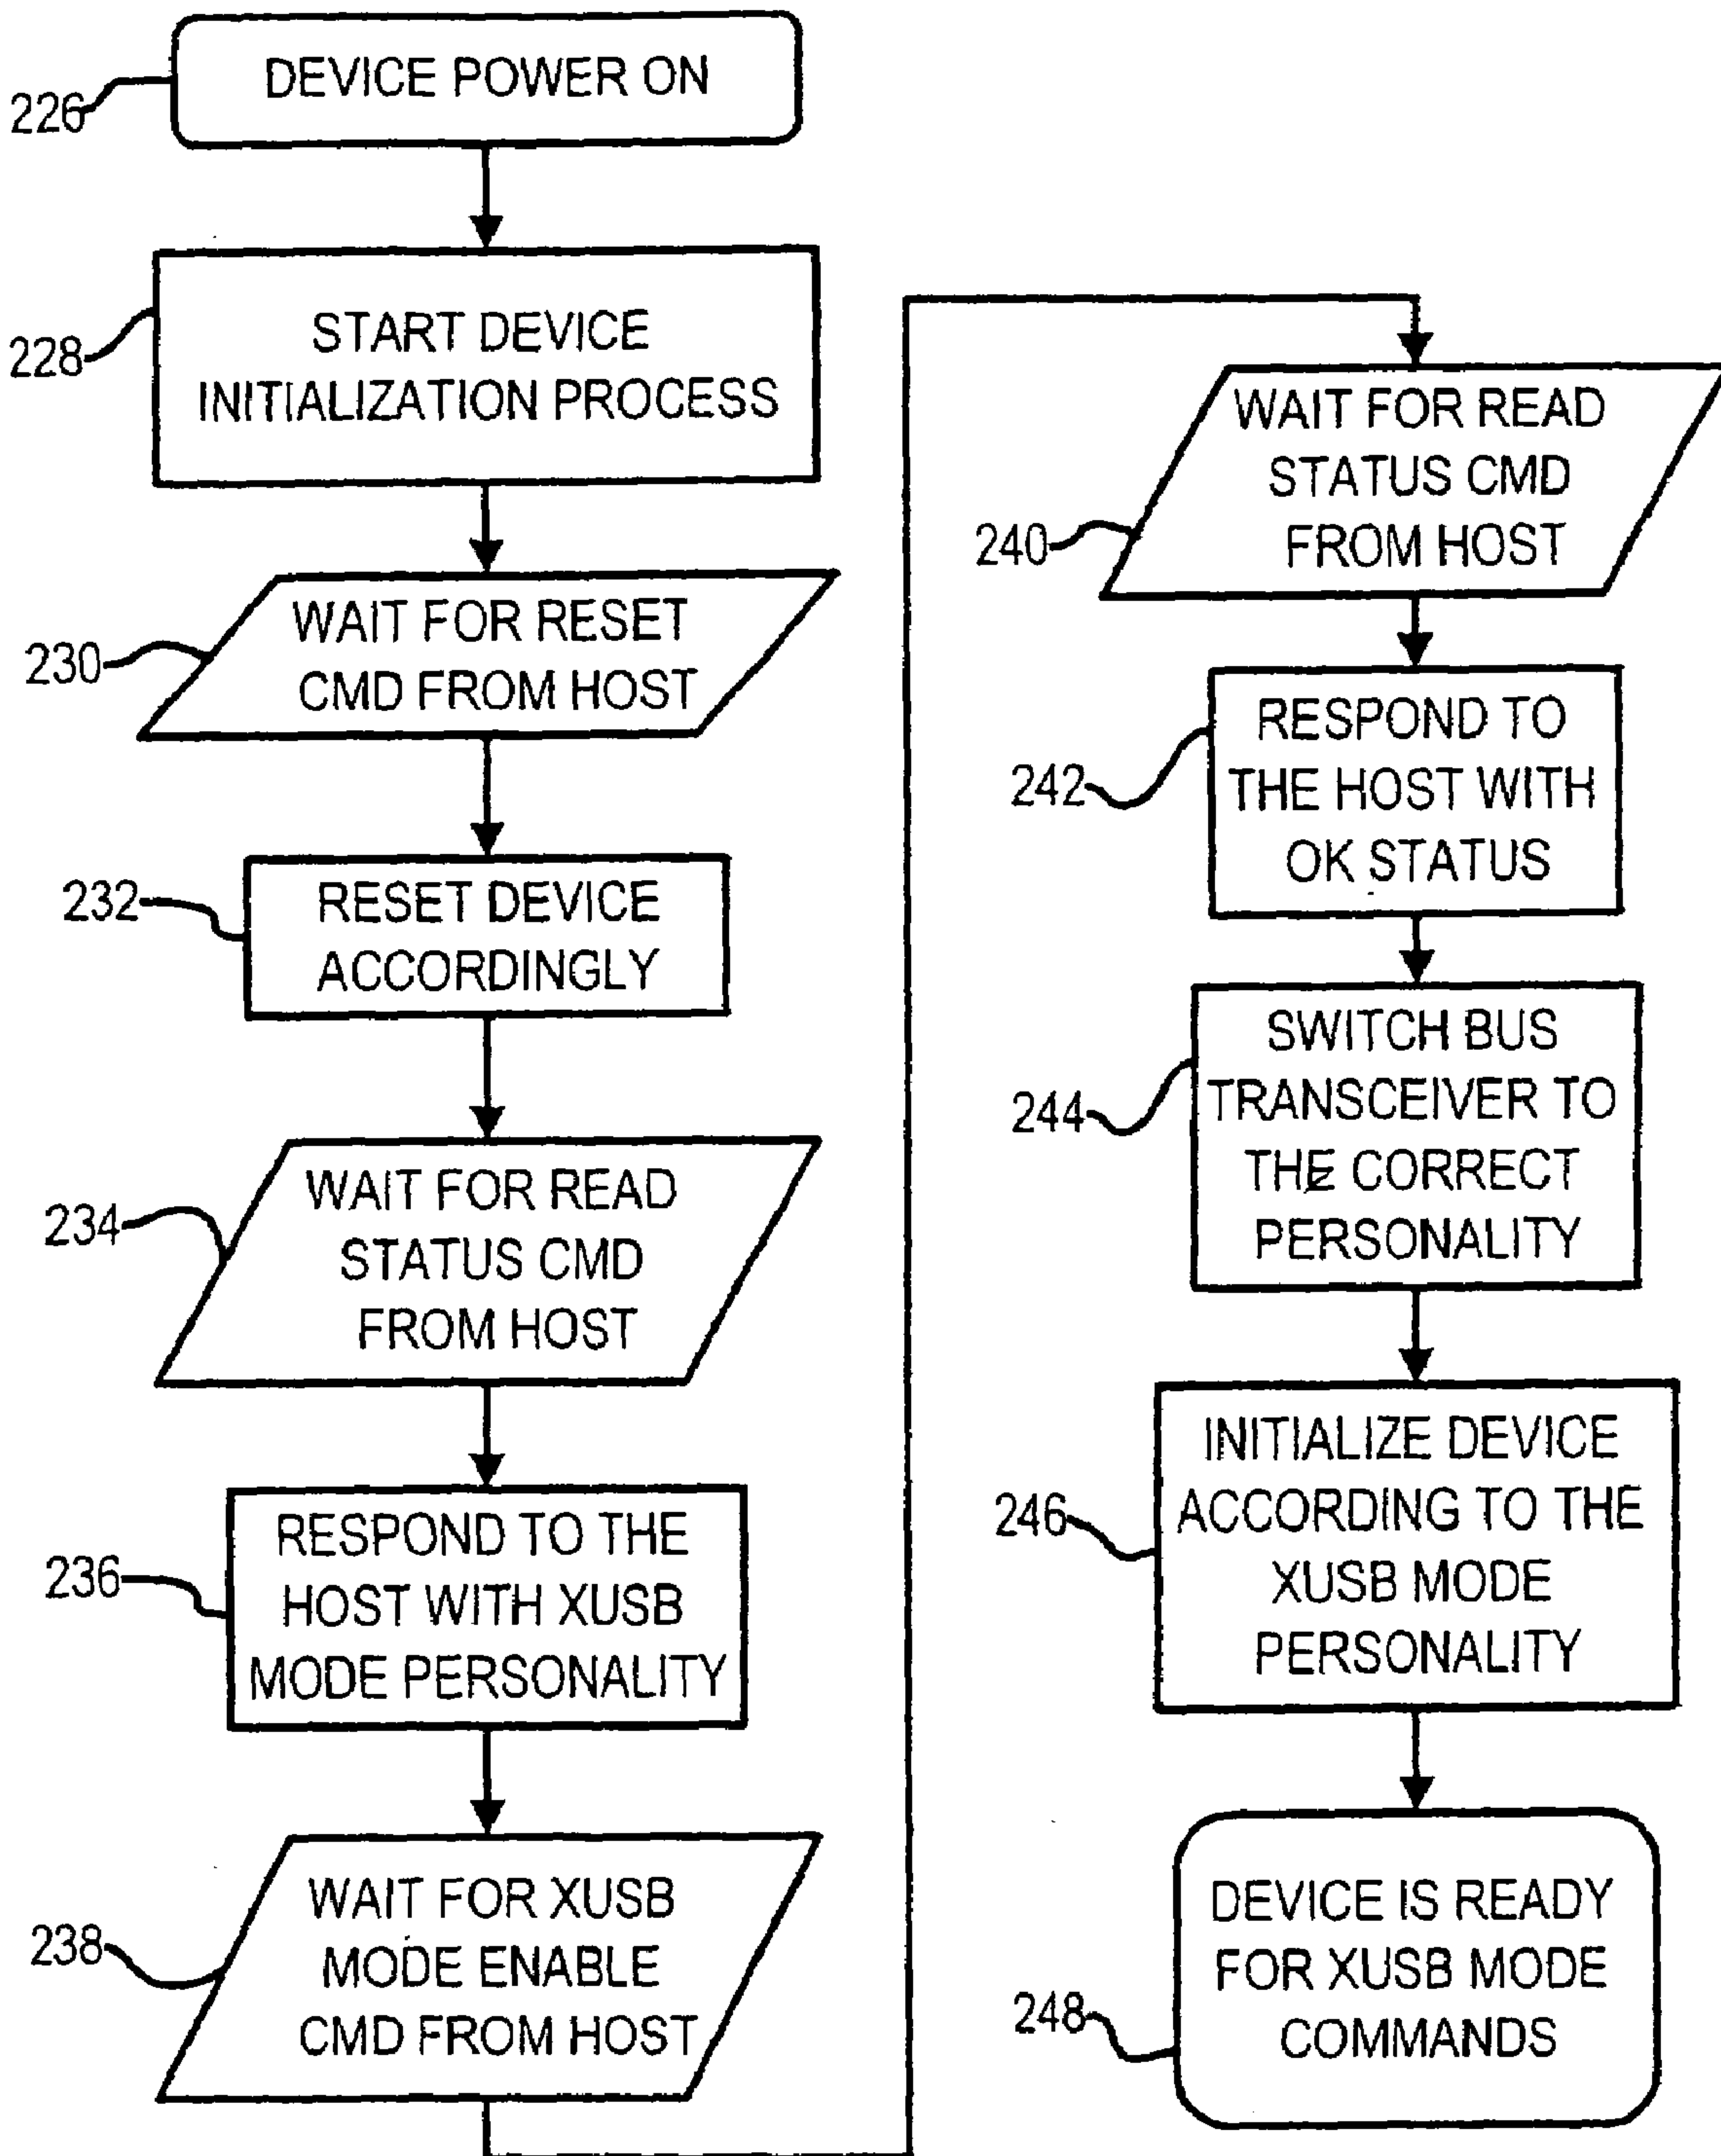 226
DEVICE POWER ON
228
START DEVICE
INITIALIZATION PROCESS
230
WAIT FOR RESET
CMD FROM HOST
232
RESET DEVICE
ACCORDINGLY
234
WAIT FOR READ
STATUS CMD
FROM HOST
236
RESPOND TO THE
HOST WITH XUSB
MODE PERSONALITY
238
WAIT FOR XUSB
MODE ENABLE
CMD FROM HOST
240
WAIT FOR READ
STATUS CMD
FROM HOST
242
RESPOND TO
THE HOST WITH
OK STATUS
244
SWITCH BUS
TRANSCEIVER TO
THE CORRECT
PERSONALITY
246
INITIALIZE DEVICE
ACCORDING TO THE
XUSB MODE
PERSONALITY
248
DEVICE IS READY
FOR XUSB MODE
COMMANDS